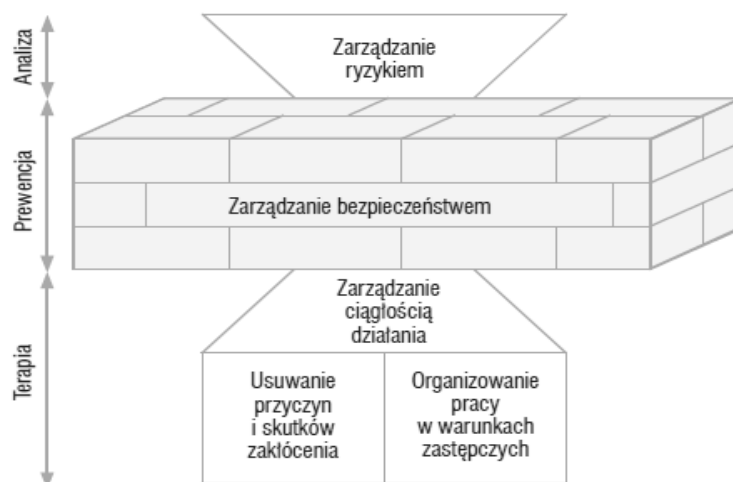 Analiza
Zarządzanie
ryzykiem
Prewencja
Zarządzanie bezpieczeństwem
Terapia
Zarządzanie
ciągłością
działania
Usuwanie
przyczyn
i skutków
zakłócenia
Organizowanie
pracy
w warunkach
zastępczych